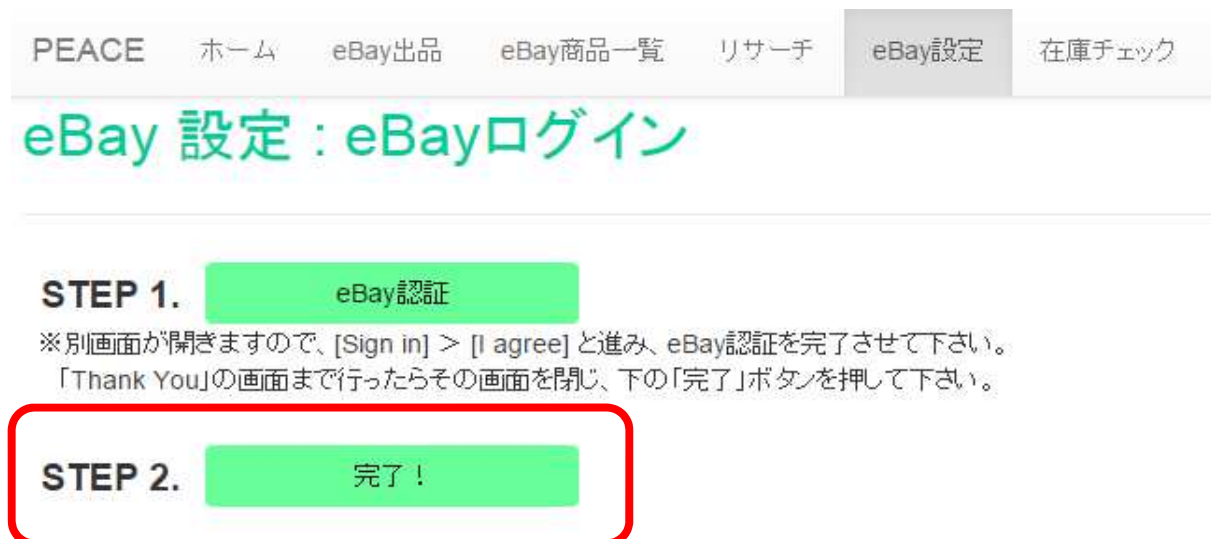 PEACE ホーム eBay出品 eBay商品一覧 リサーチ eBay設定 在庫チェック
eBay 設定 : eBayログイン
STEP 1. eBay認証
※別画面が開きますので、[Sign in] > [I agree] と進み、eBay認証を完了させて下さい。
「Thank You」の画面まで行ったらその画面を閉じ、下の「完了」ボタンを押して下さい。
STEP 2. 完了！